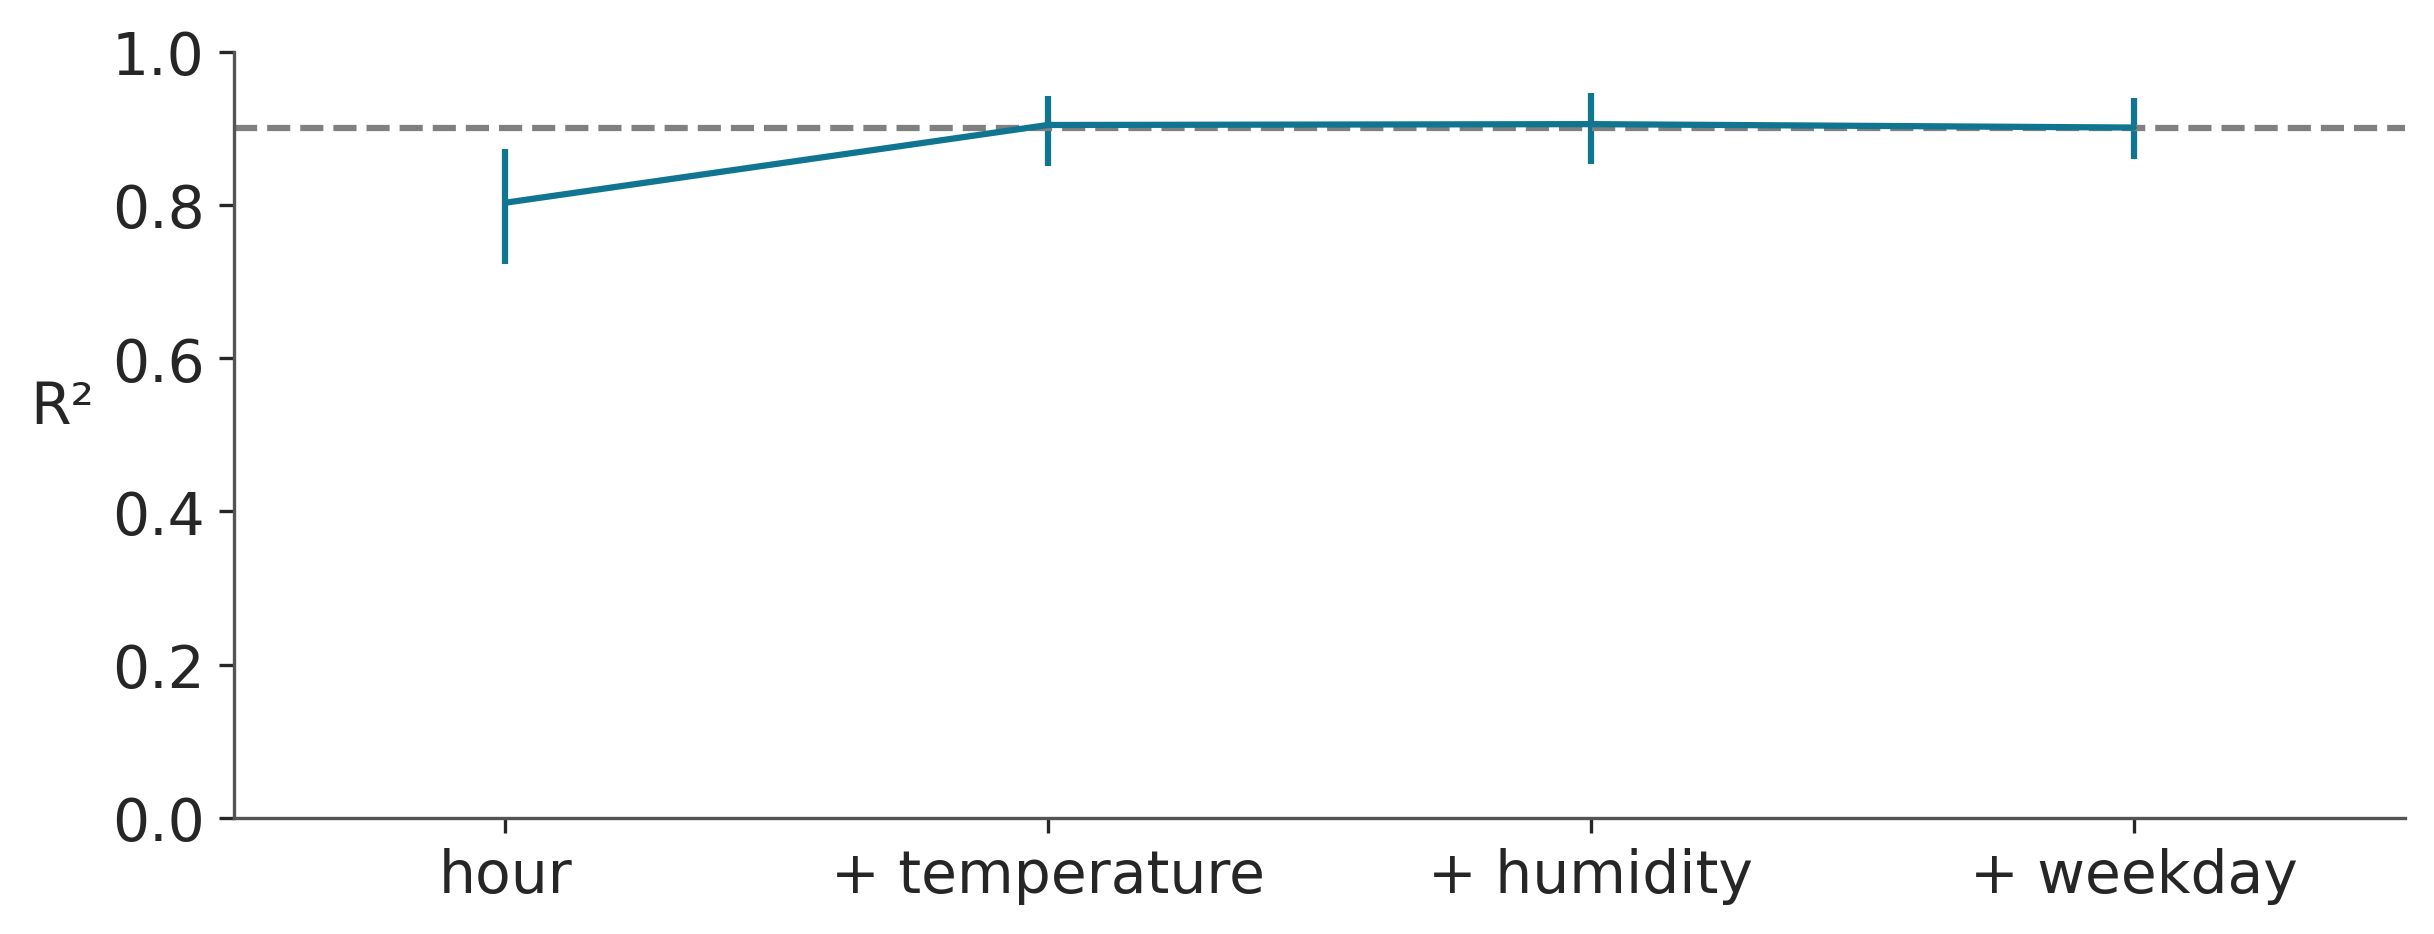 1.0
0.8
0.6
R²
0.4
0.2
0.0
hour
+ temperature
+ humidity
+ weekday